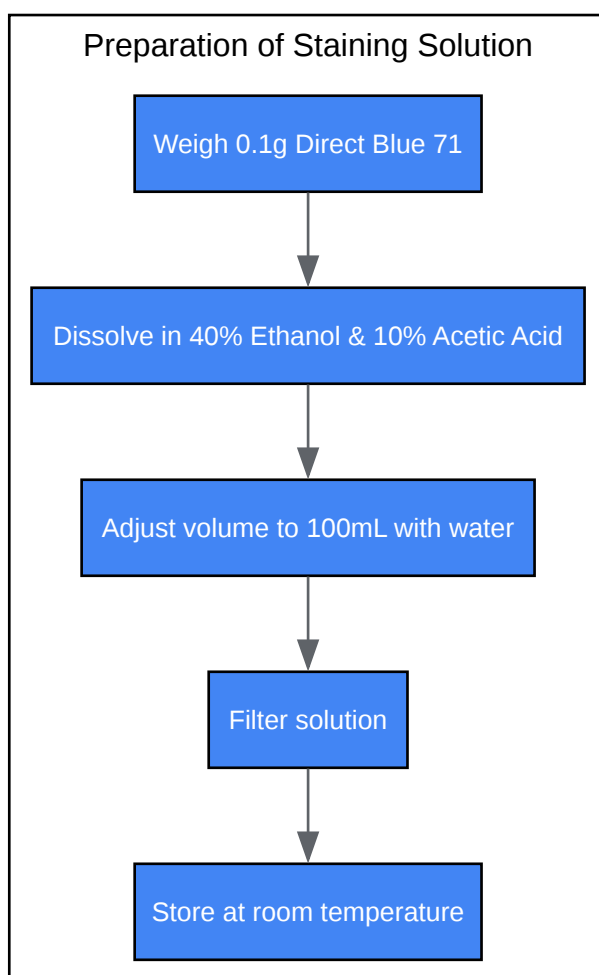 Preparation of Staining Solution
Weigh 0.1g Direct Blue 71
Dissolve in 40% Ethanol & 10% Acetic Acid
Adjust volume to 100mL with water
Filter solution
Store at room temperature